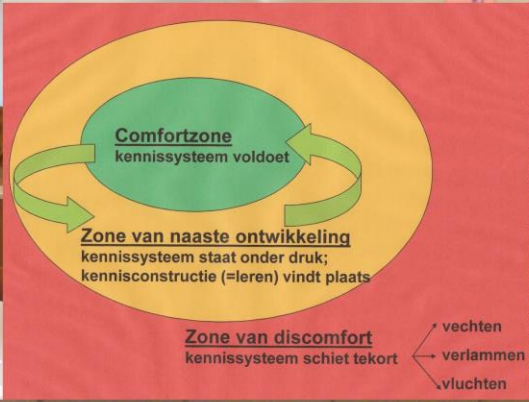 Comfortzone
kennissysteem voldoet
Zone van naaste ontwikkeling
kennissysteem staat onder druk;
kennisconstructie (=leren) vindt plaats
Zone van discomfort
kennissysteem schiet tekort
vechten
verlammen
vluchten